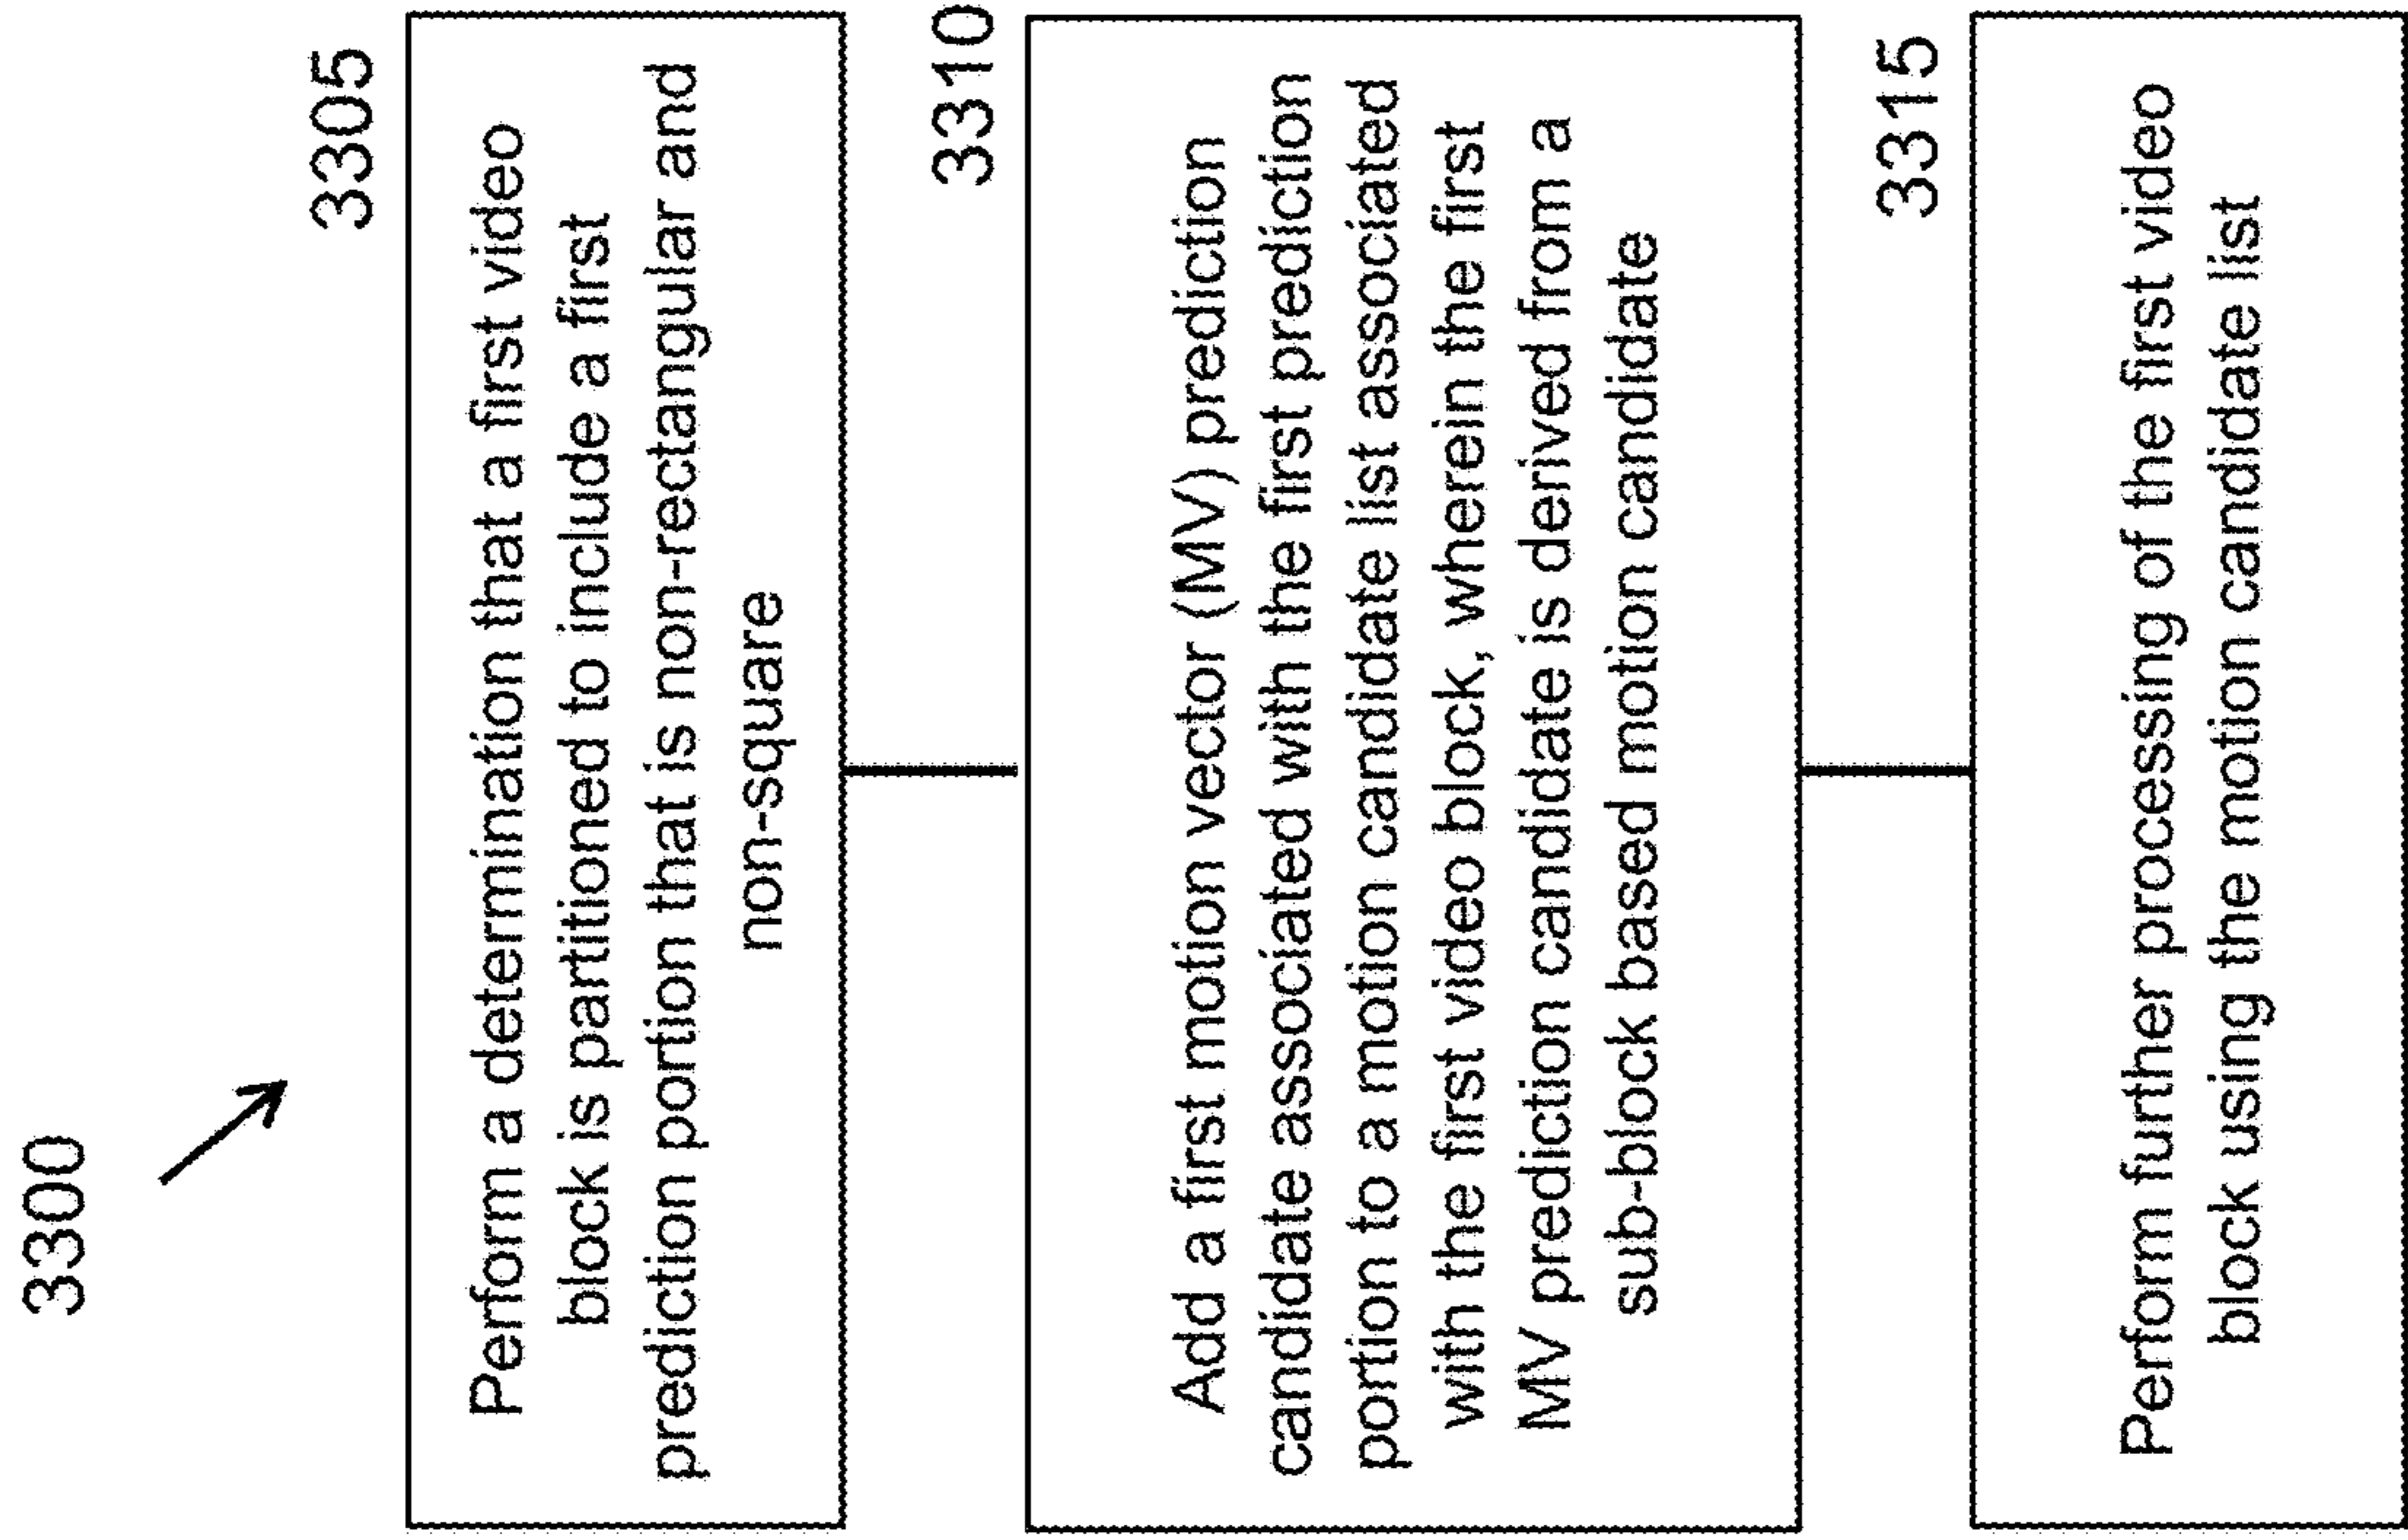 3300
3305
Perform a determination that a first video
block is partitioned to include a first
prediction portion that is non-rectangular and
non-square
3310
Add a first motion vector (MV) prediction
candidate associated with the first prediction
portion to a motion candidate list associated
with the first video block, wherein the first
MV prediction candidate is derived from a
sub-block based motion candidate
3315
Perform further processing of the first video
block using the motion candidate list